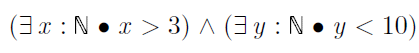 (∃ x : ℕ • x > 3) ∧ (∃ y : ℕ • y < 10)